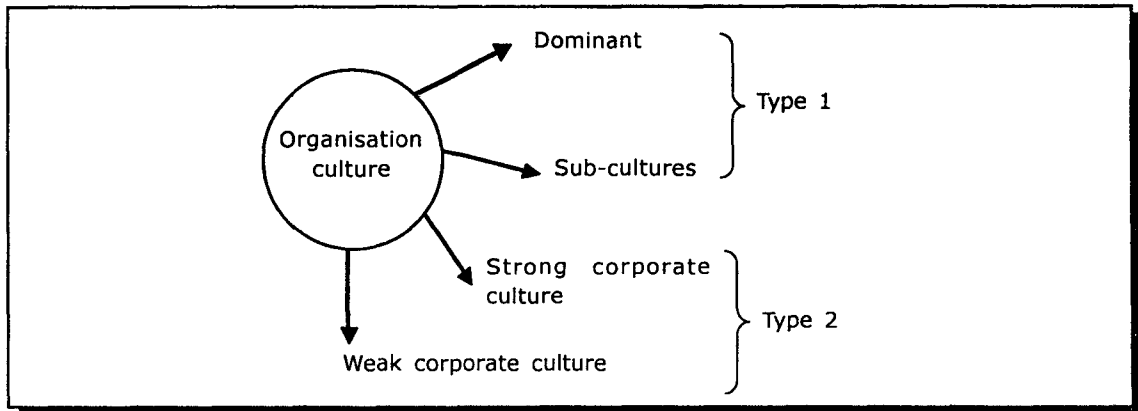 Dominant
Type 1
Organisation
culture
Sub-cultures
Strong corporate
culture
Type 2
Weak corporate culture